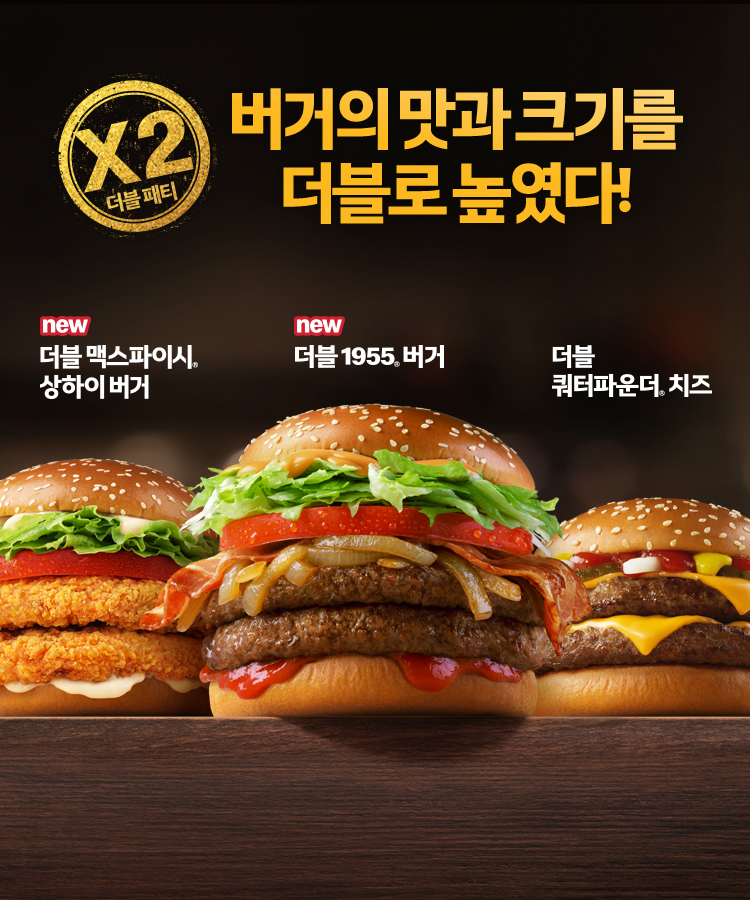 X2
더블 패티
버거의 맛과 크기를
더블로 높였다!
new
더블 맥스파이시®
상하이 버거
new
더블 1955® 버거
더블
쿼터파운더® 치즈